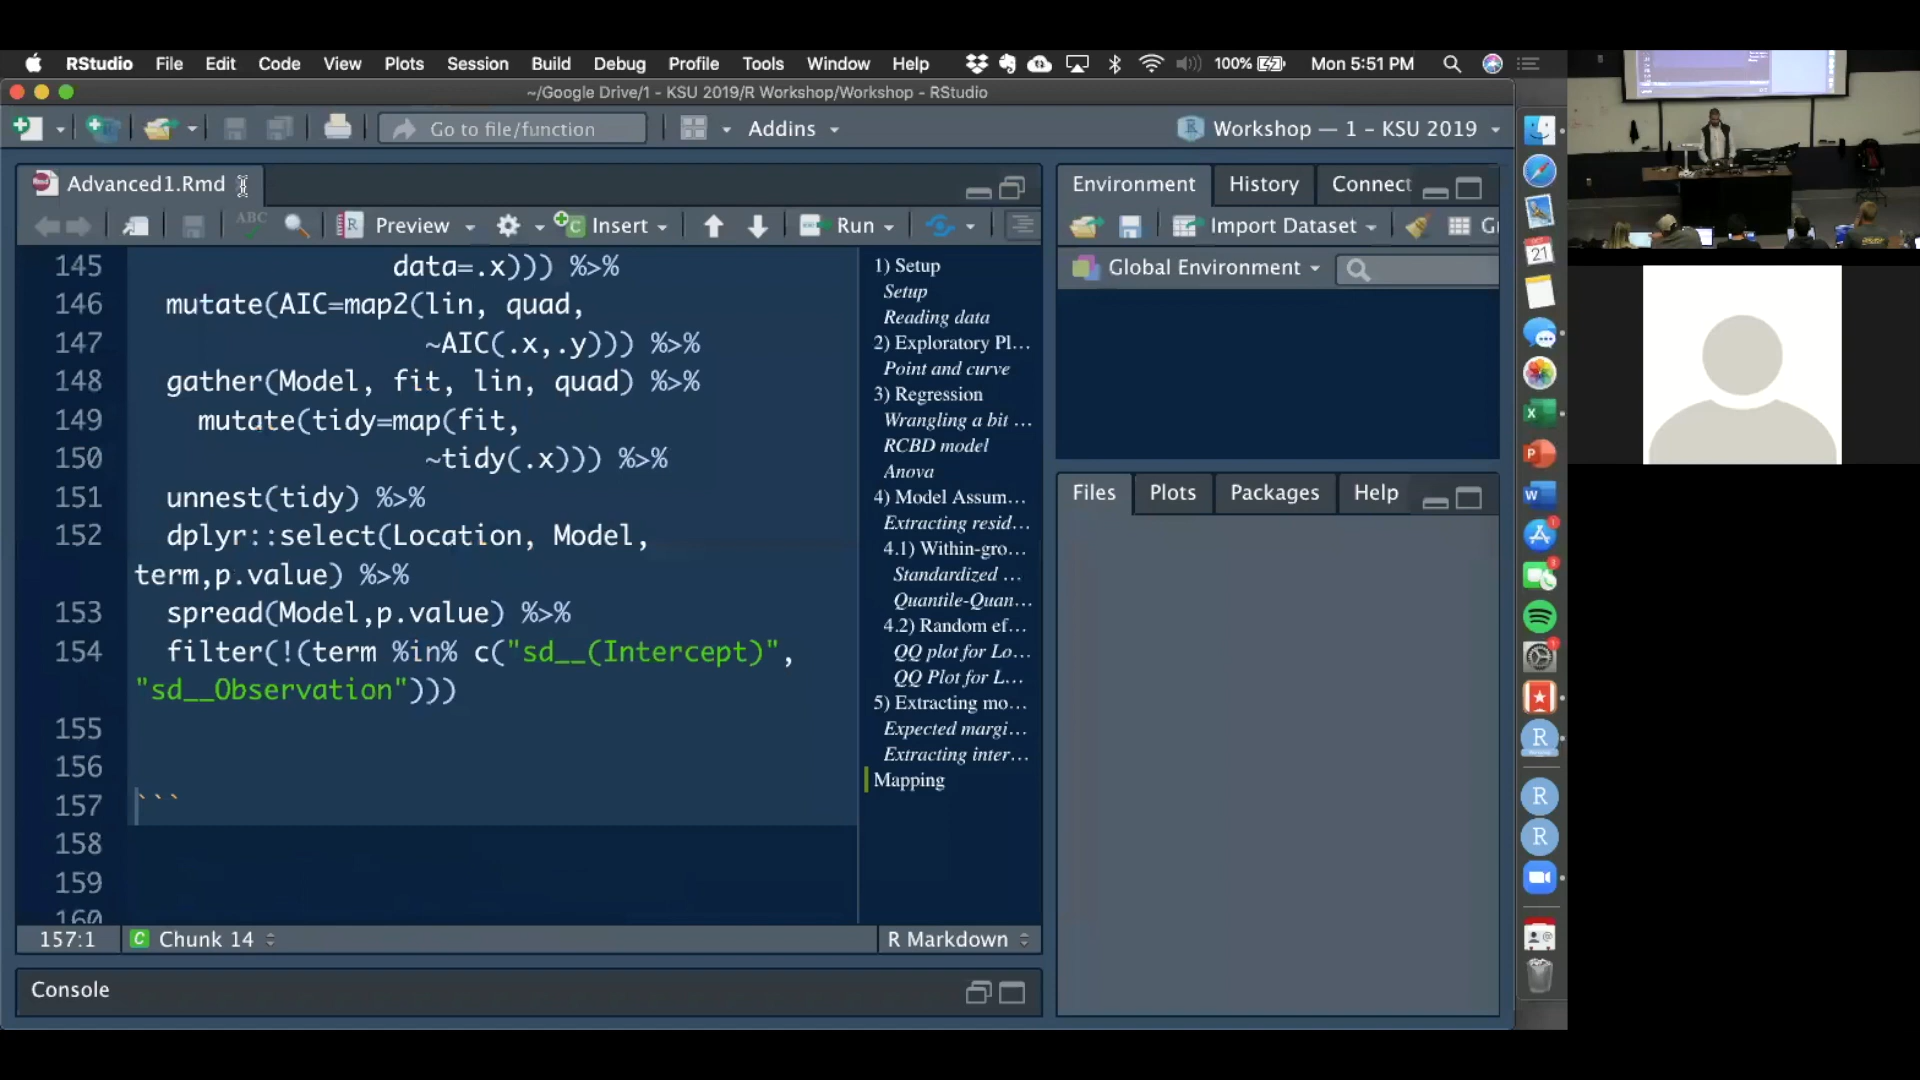 RStudio File Edit Code View Plots Session Build Debug Profile Tools Window Help 100% Mon 5:51 PM
~/Google Drive/1 - KSU 2019/R Workshop/Workshop - RStudio
Go to file/function Addins Workshop — 1 - KSU 2019
Advanced1.Rmd
ABC Preview Insert Run
145 data=.x))) %>%
146 mutate(AIC=map2(lin, quad,
147 ~AIC(.x,.y))) %>%
148 gather(Model, fit, lin, quad) %>%
149 mutate(tidy=map(fit,
150 ~tidy(.x))) %>%
151 unnest(tidy) %>%
152 dplyr::select(Location, Model,
term,p.value) %>%
153 spread(Model,p.value) %>%
154 filter(!(term %in% c("sd__(Intercept)",
"sd__Observation")))
155
156
157 ```
158
159
160
1) Setup
Setup
Reading data
2) Exploratory Pl...
Point and curve
3) Regression
Wrangling a bit ...
RCBD model
Anova
4) Model Assum...
Extracting resid...
4.1) Within-gro...
Standardized ...
Quantile-Quan...
4.2) Random ef...
QQ plot for Lo...
QQ Plot for L...
5) Extracting mo...
Expected margi...
Extracting inter...
Mapping
157:1 Chunk 14 R Markdown
Console
Environment History Connect
Import Dataset Gr
Global Environment
Files Plots Packages Help
OCT
21